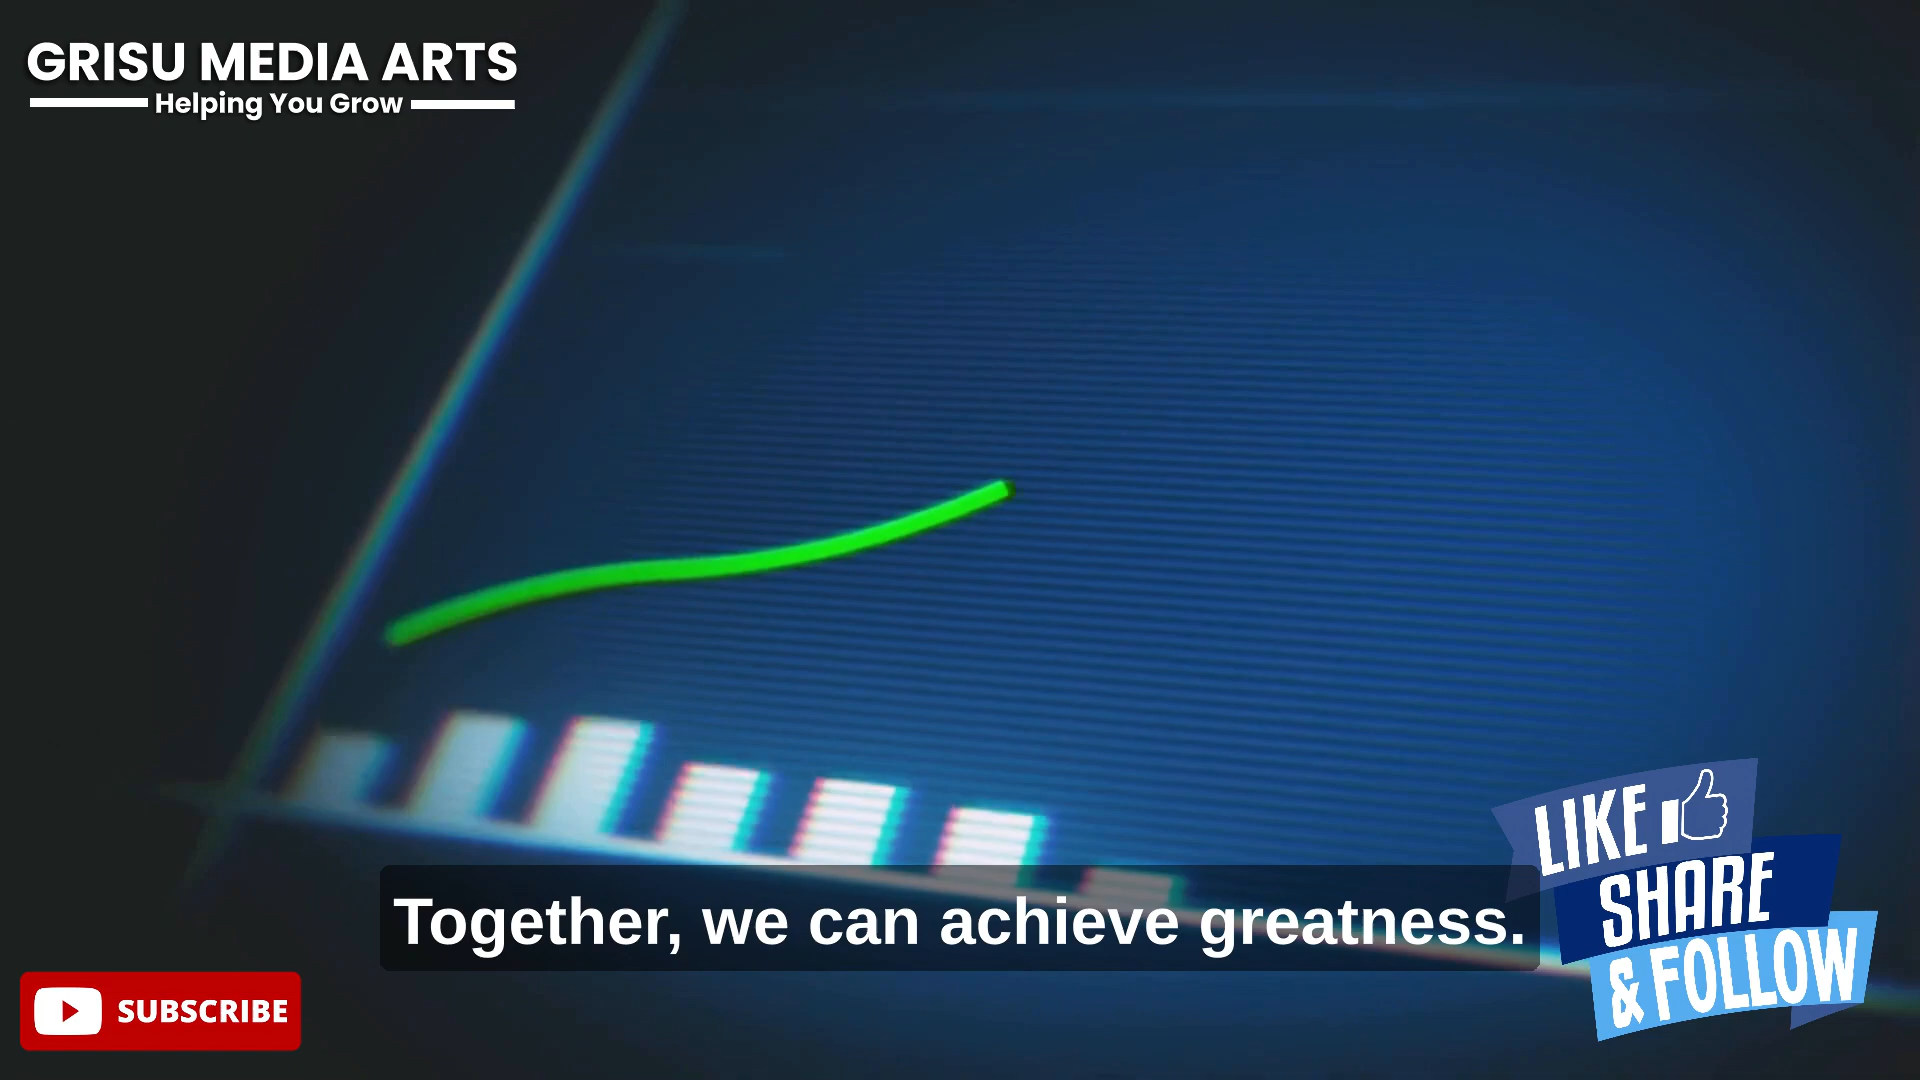 GRISU MEDIA ARTS
Helping You Grow
Together, we can achieve greatness.
LIKE
SHARE
& FOLLOW
SUBSCRIBE